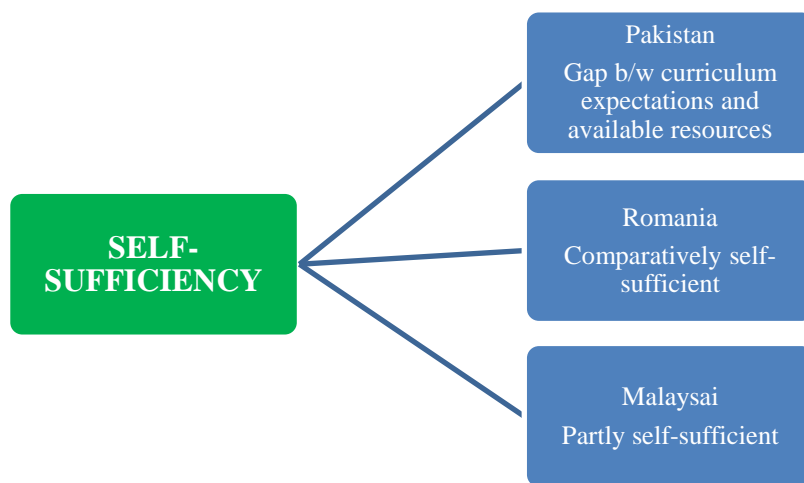 SELF-
SUFFICIENCY
Pakistan
Gap b/w curriculum
expectations and
available resources
Romania
Comparatively self-
sufficient
Malaysai
Partly self-sufficient